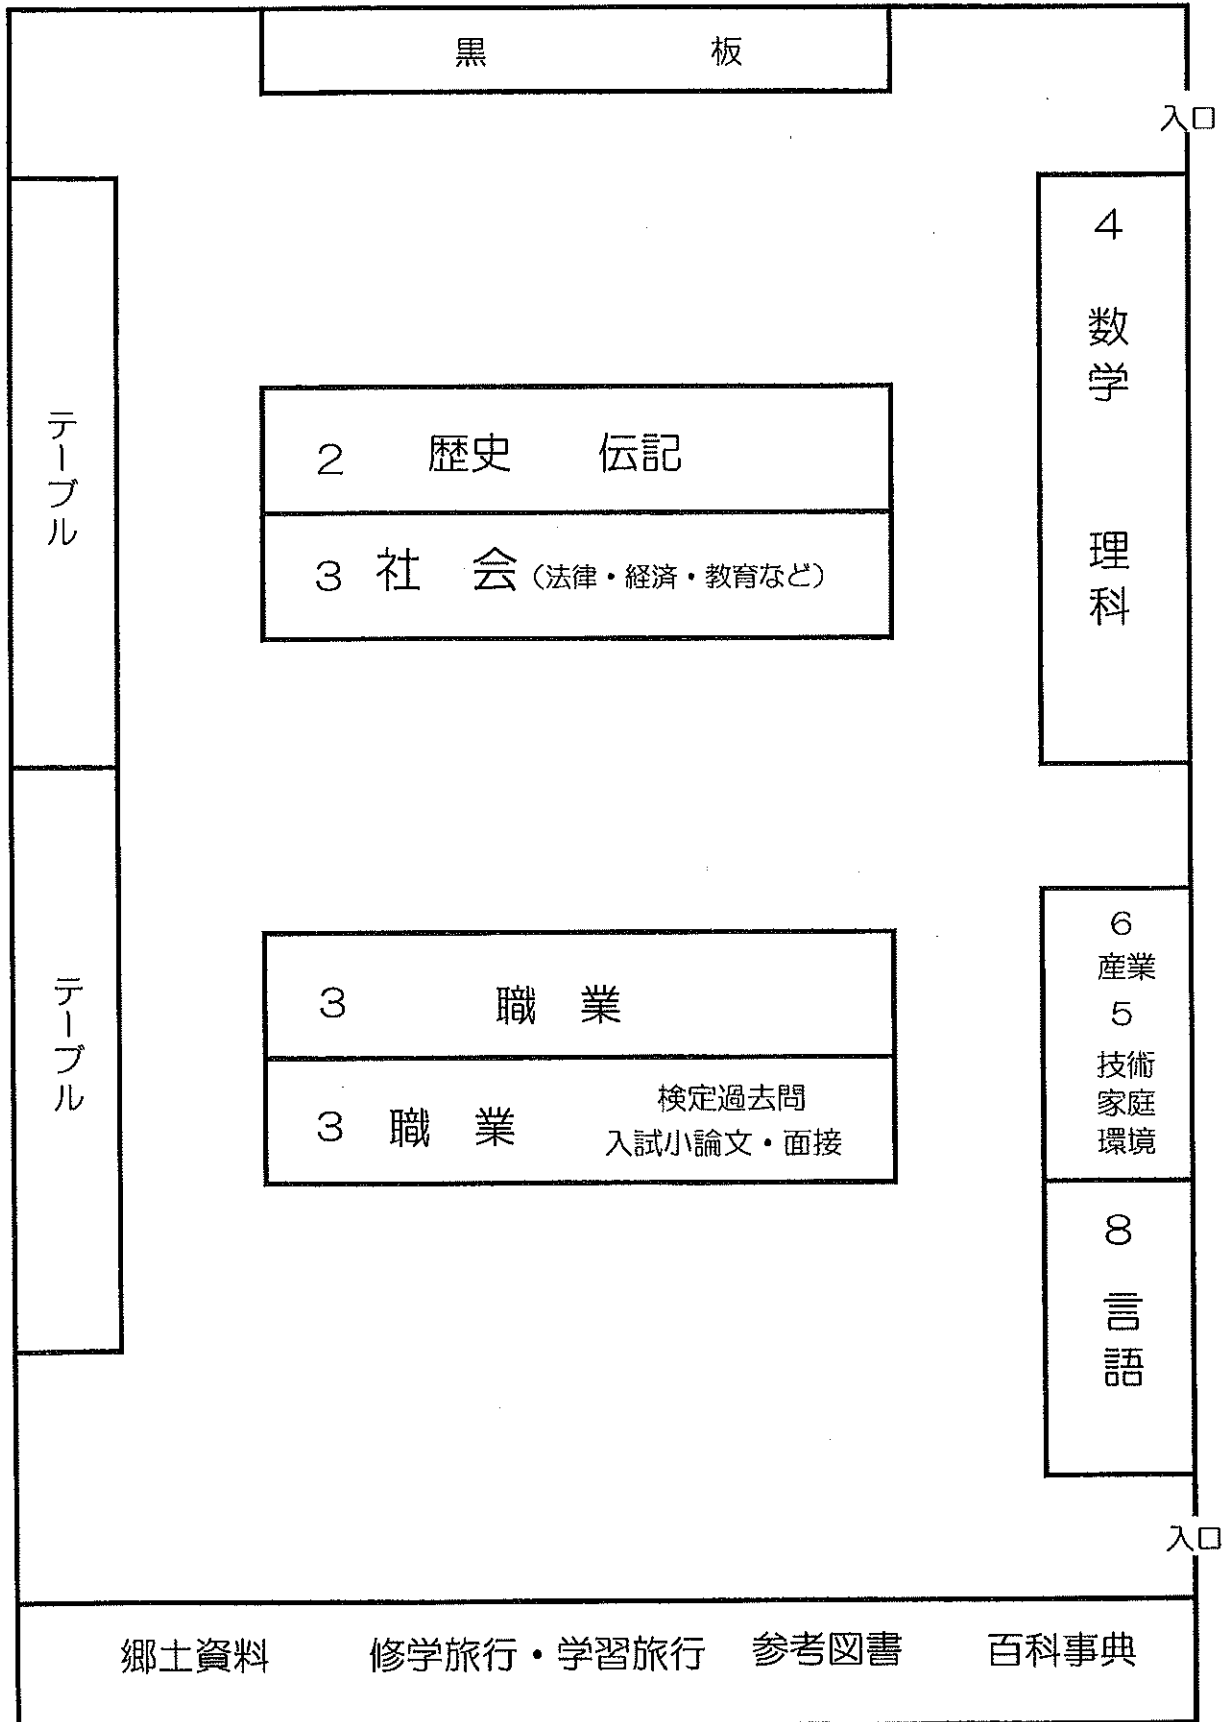 黒板
入口
テーブル
4
数学
理科
2 歴史 伝記
3 社会（法律・経済・教育など）
テーブル
3 職業
3 職業
検定過去問
入試小論文・面接
6
産業
5
技術
家庭
環境
8
言語
入口
郷土資料 修学旅行・学習旅行 参考図書 百科事典